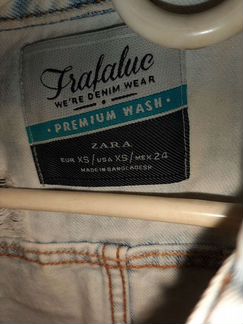 Trafaluc
WE'RE DENIM WEAR
• PREMIUM WASH •
ZARA
EUR XS/USA XS/MEX 24
MADE IN BANGLADESH